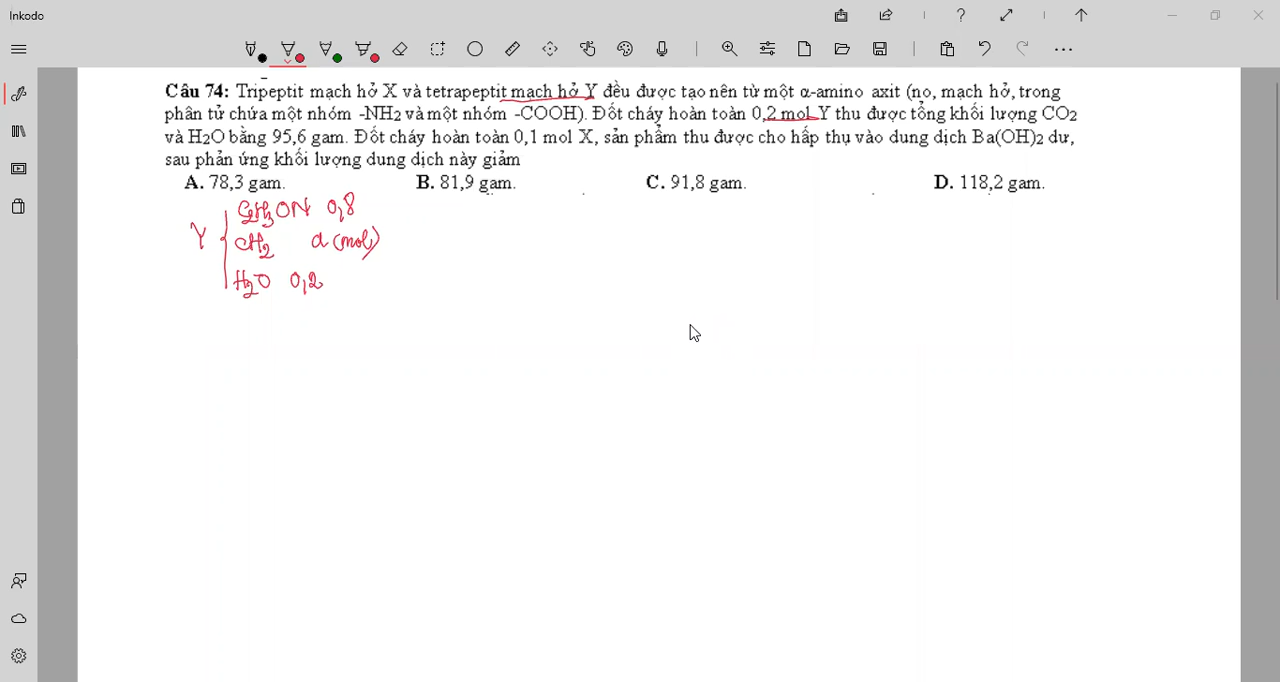 Inkodo
Câu 74: Tripeptit mạch hở X và tetrapeptit mạch hở Y đều được tạo nên từ một α-amino axit (no, mạch hở, trong
phân tử chứa một nhóm -NH2 và một nhóm -COOH). Đốt cháy hoàn toàn 0,2 mol Y thu được tổng khối lượng CO2
và H2O bằng 95,6 gam. Đốt cháy hoàn toàn 0,1 mol X, sản phẩm thu được cho hấp thụ vào dung dịch Ba(OH)2 dư,
sau phản ứng khối lượng dung dịch này giảm
A. 78,3 gam. B. 81,9 gam. C. 91,8 gam. D. 118,2 gam.
C2H3ON 0,8
Y CH2 a (mol)
H2O 0,2